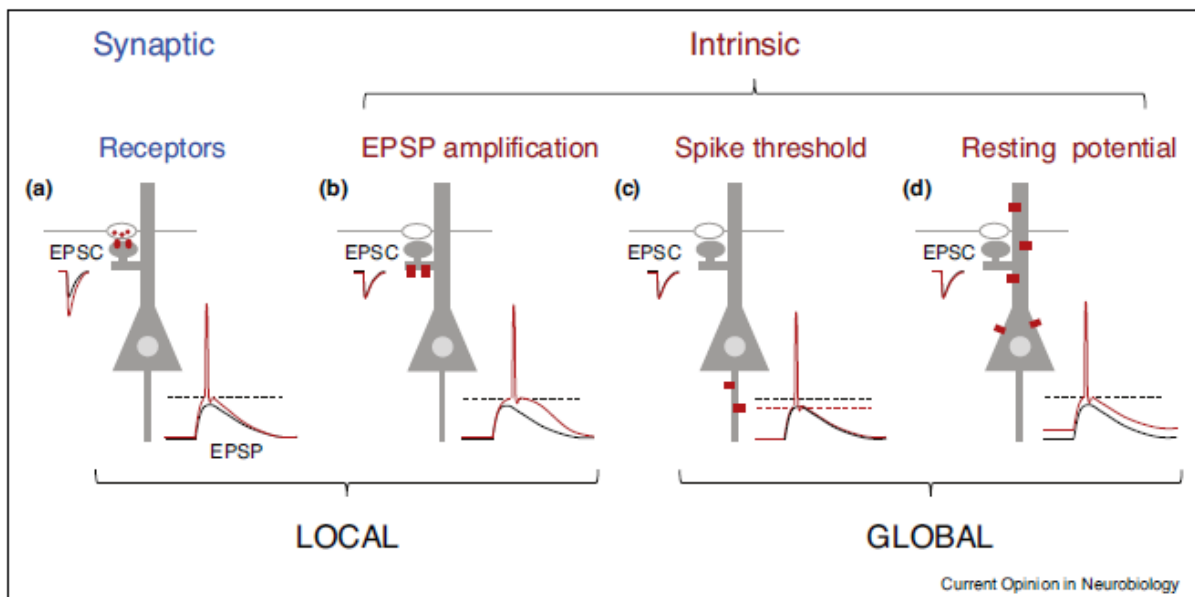 Synaptic
Intrinsic
Receptors
EPSP amplification
Spike threshold
Resting potential
(a)
(b)
(c)
(d)
EPSC
EPSC
EPSC
EPSC
EPSP
LOCAL
GLOBAL
Current Opinion in Neurobiology